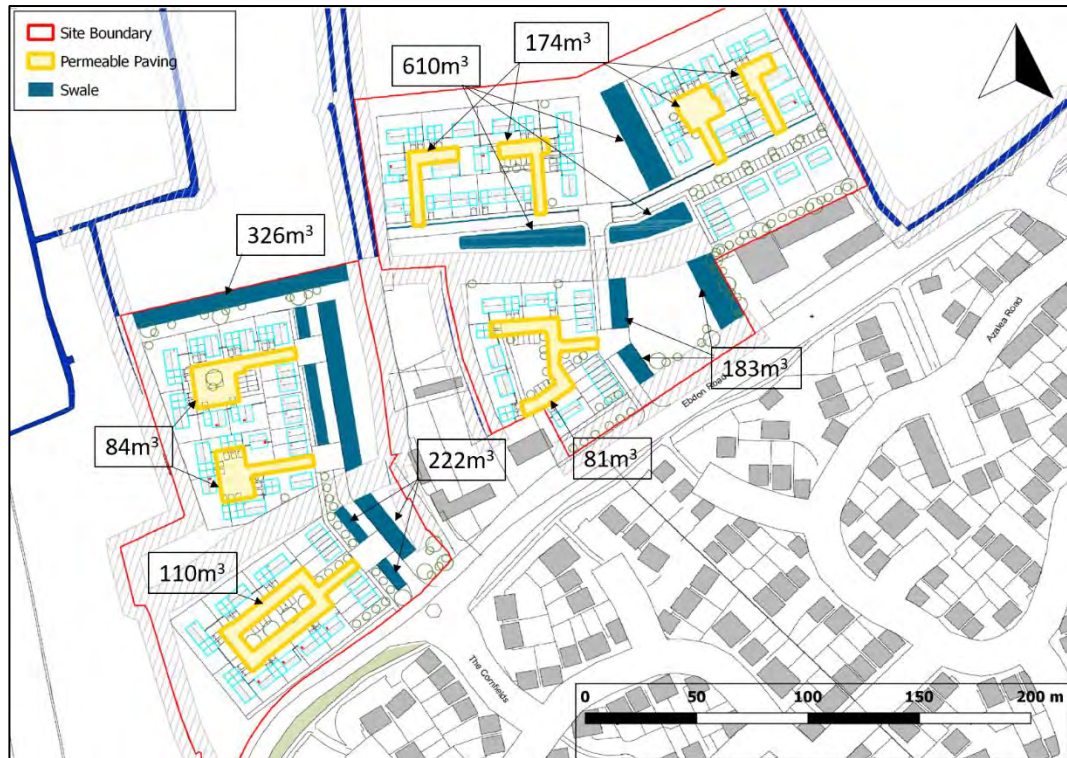 Site Boundary
Permeable Paving
Swale
174m³
610m³
326m³
Azalea Road
183m³
Ebdon Road
84m³
222m³
81m³
110m³
The Cornfields
0 50 100 150 200 m